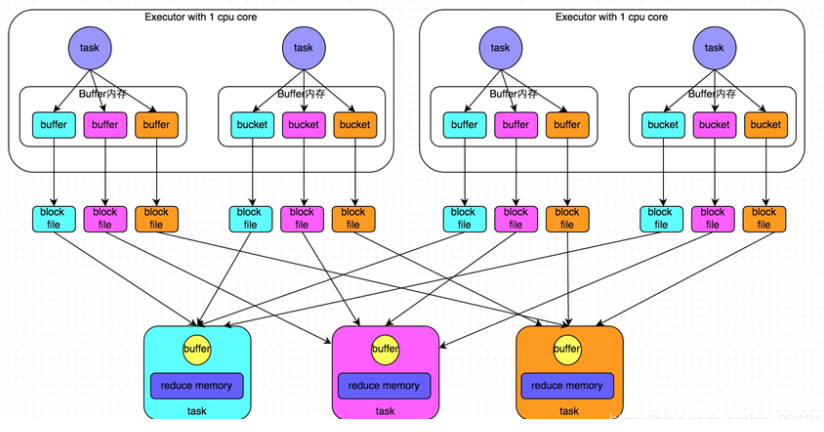 Executor with 1 cpu core
Executor with 1 cpu core
task
task
task
task
Buffer内存
Buffer内存
Buffer内存
Buffer内存
buffer
buffer
buffer
bucket
bucket
bucket
buffer
buffer
buffer
bucket
bucket
bucket
block
file
block
file
block
file
block
file
block
file
block
file
block
file
block
file
block
file
block
file
block
file
block
file
buffer
buffer
buffer
reduce memory
reduce memory
reduce memory
task
task
task